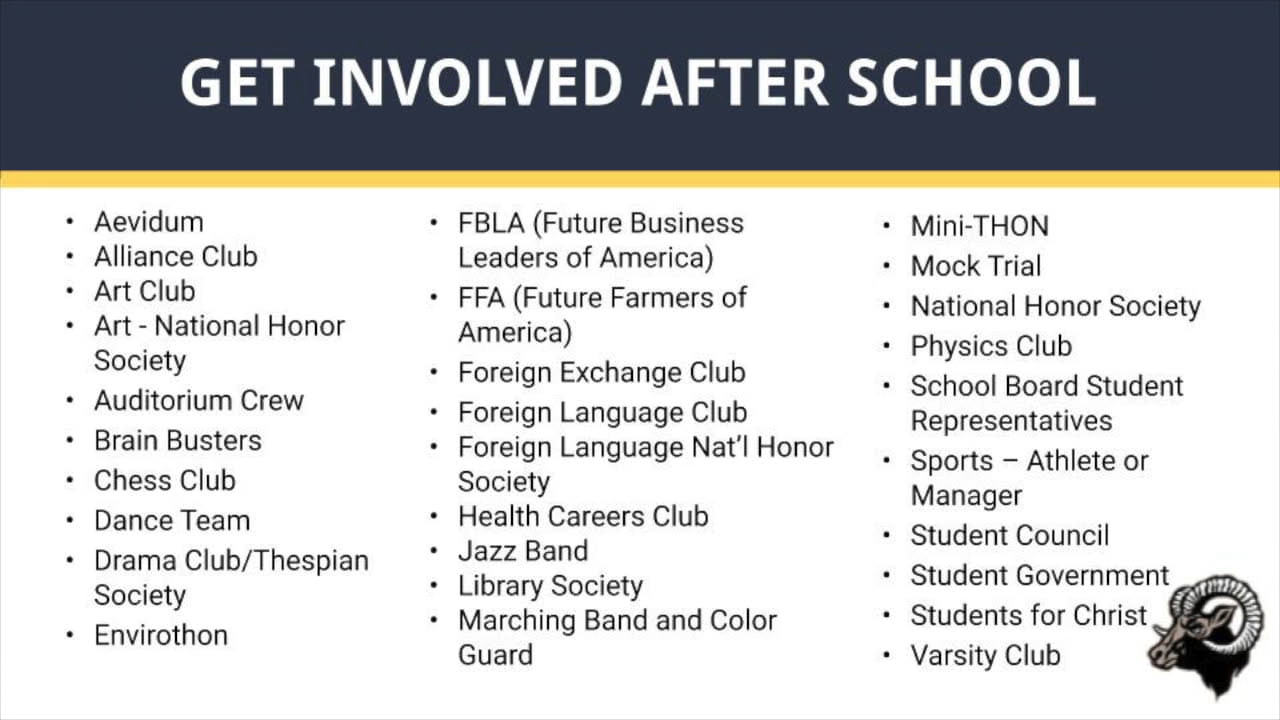 GET INVOLVED AFTER SCHOOL
• Aevidum
• Alliance Club
• Art Club
• Art - National Honor
Society
• Auditorium Crew
• Brain Busters
• Chess Club
• Dance Team
• Drama Club/Thespian
Society
• Envirothon
• FBLA (Future Business
Leaders of America)
• FFA (Future Farmers of
America)
• Foreign Exchange Club
• Foreign Language Club
• Foreign Language Nat’l Honor
Society
• Health Careers Club
• Jazz Band
• Library Society
• Marching Band and Color
Guard
• Mini-THON
• Mock Trial
• National Honor Society
• Physics Club
• School Board Student
Representatives
• Sports – Athlete or
Manager
• Student Council
• Student Government
• Students for Christ
• Varsity Club